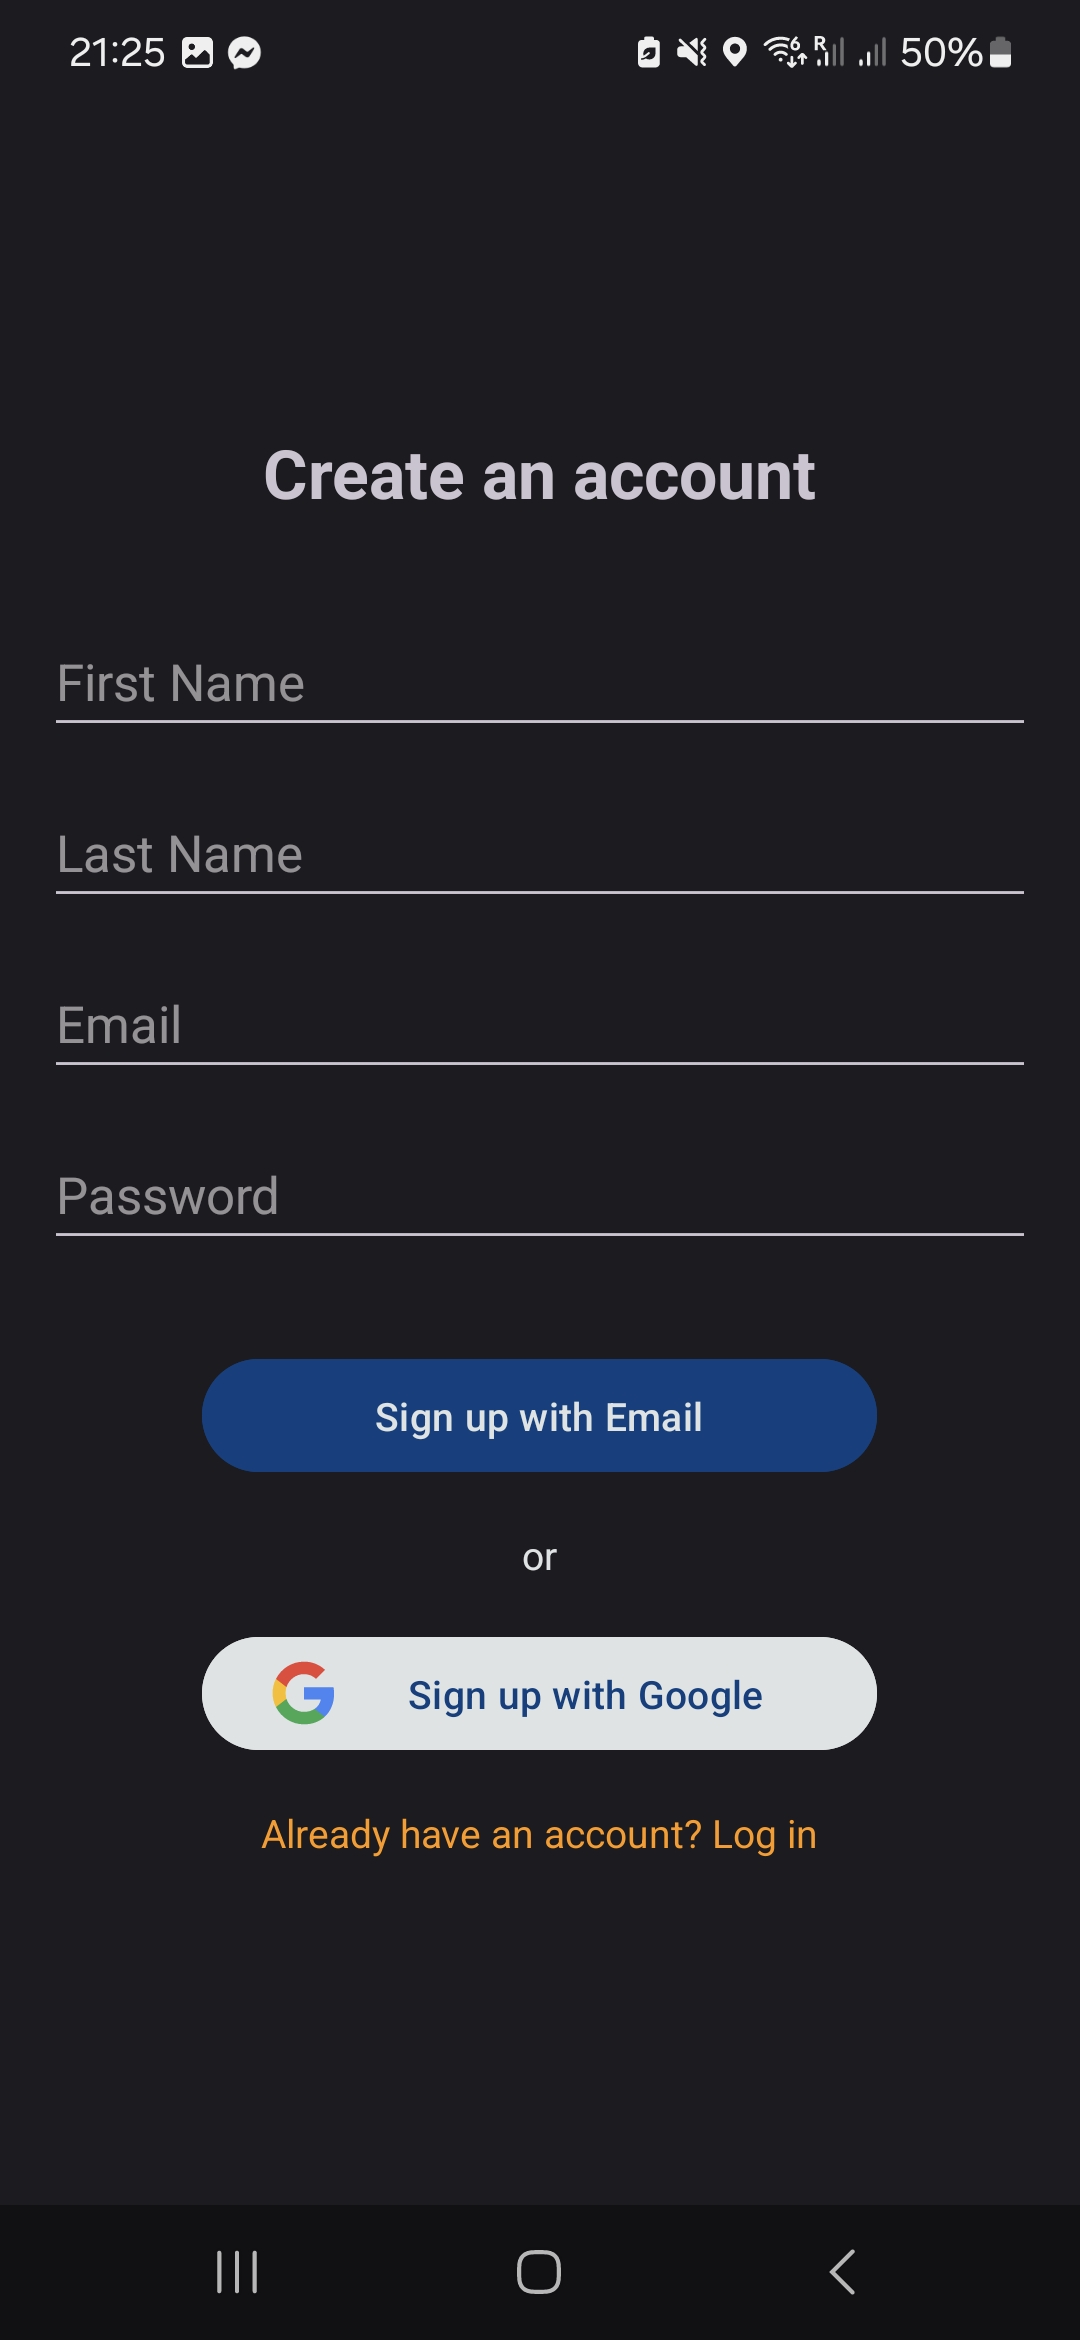 21:25 50%
Create an account
First Name
Last Name
Email
Password
Sign up with Email
or
Sign up with Google
Already have an account? Log in